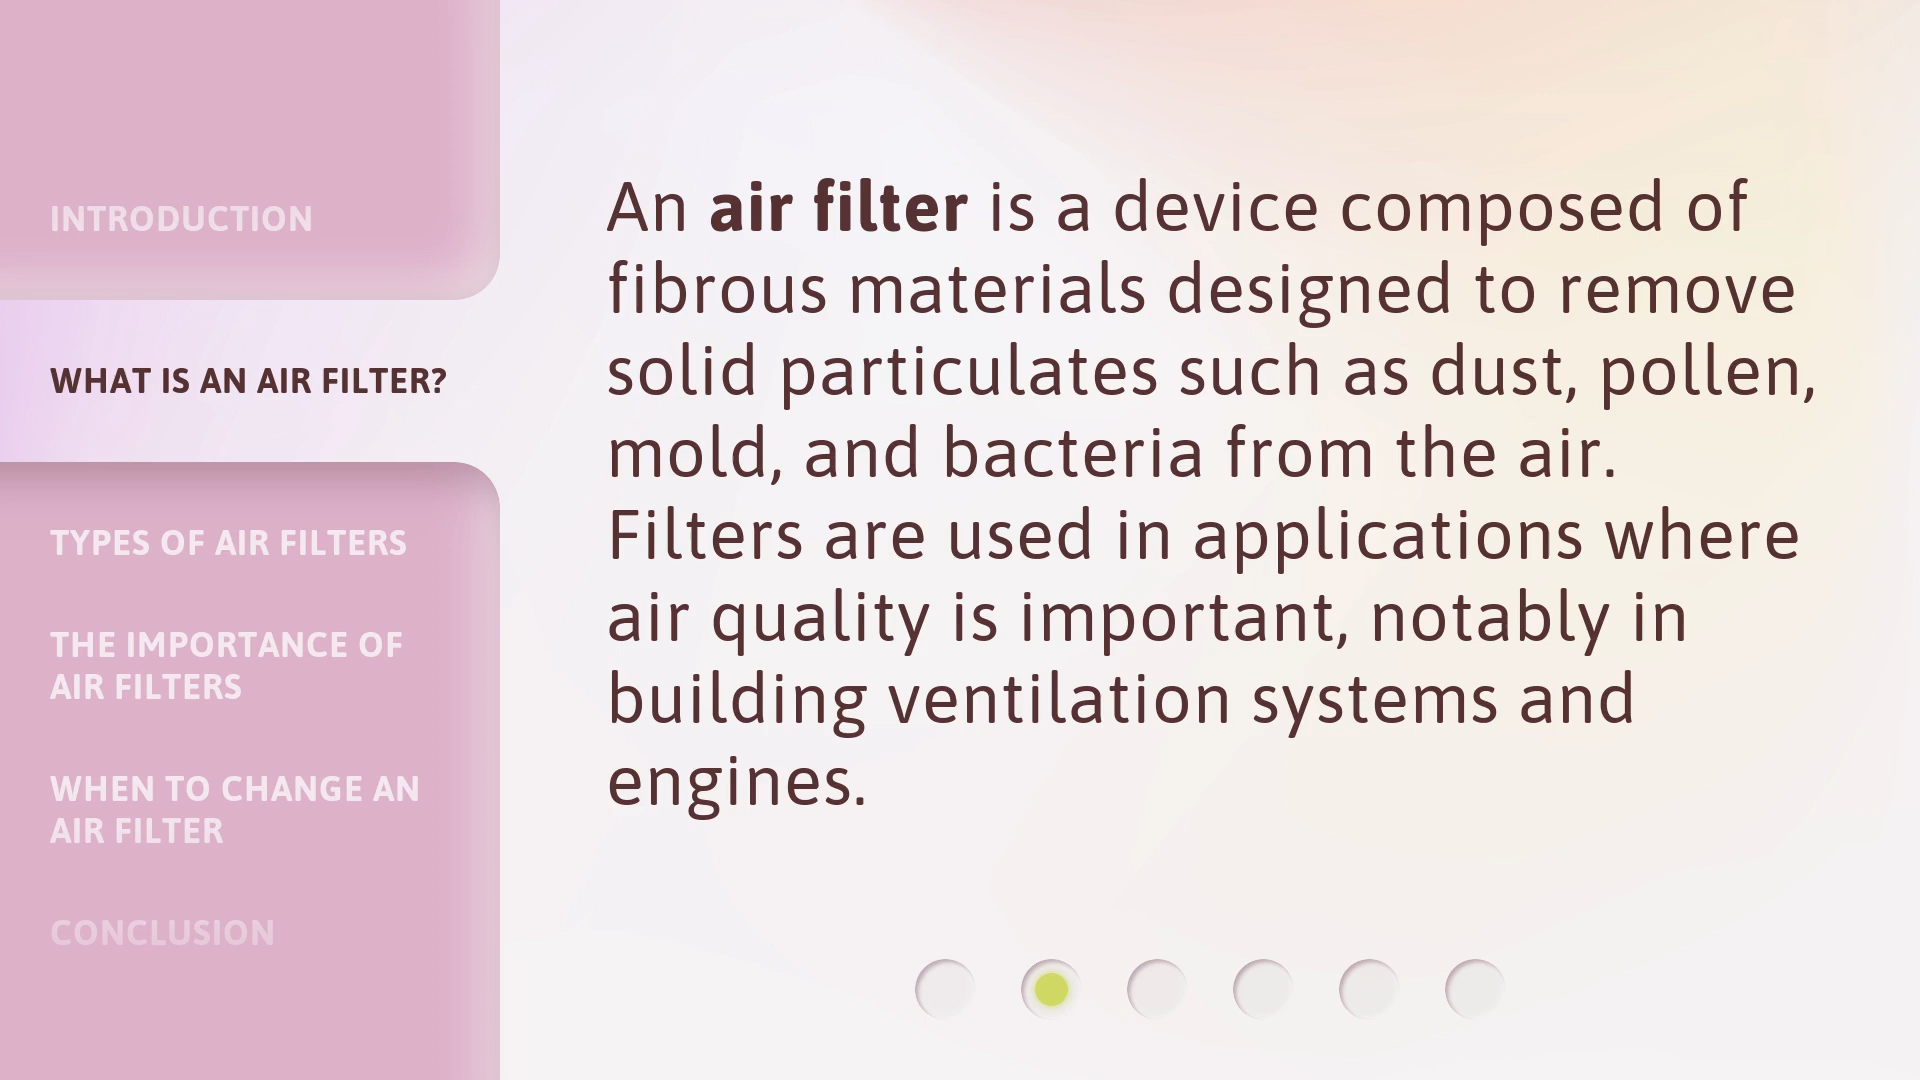 INTRODUCTION
WHAT IS AN AIR FILTER?
TYPES OF AIR FILTERS
THE IMPORTANCE OF
AIR FILTERS
WHEN TO CHANGE AN
AIR FILTER
CONCLUSION
An air filter is a device composed of
fibrous materials designed to remove
solid particulates such as dust, pollen,
mold, and bacteria from the air.
Filters are used in applications where
air quality is important, notably in
building ventilation systems and
engines.